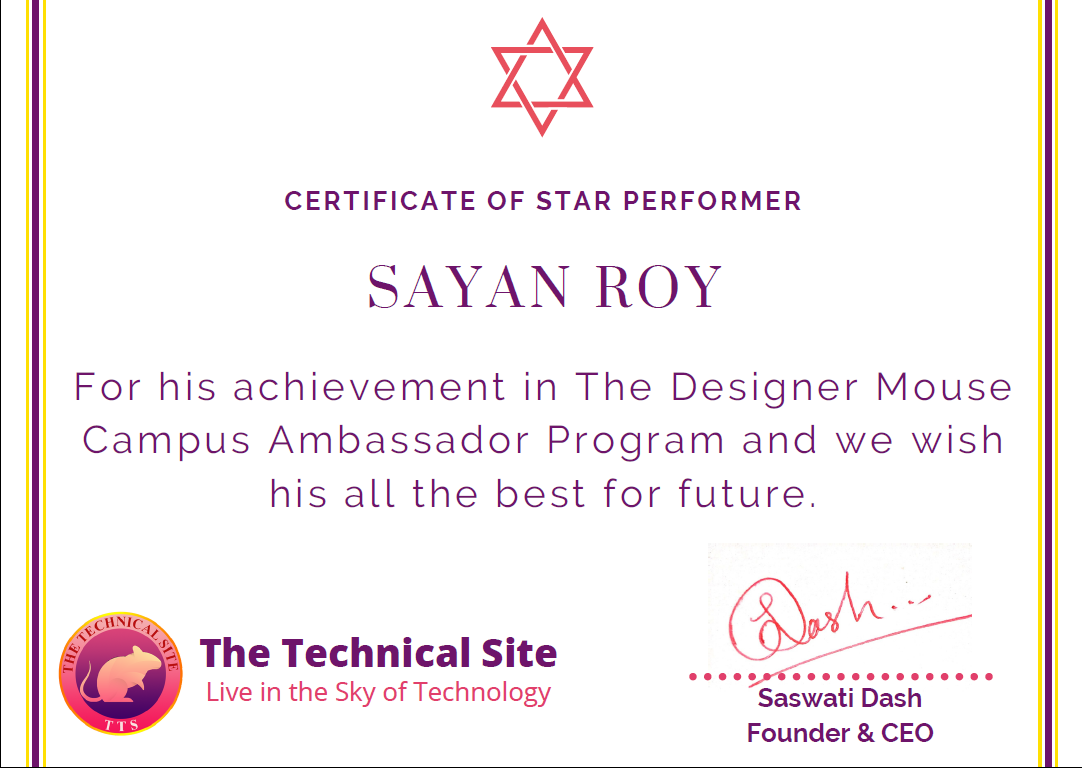 CERTIFICATE OF STAR PERFORMER
SAYAN ROY
For his achievement in The Designer Mouse
Campus Ambassador Program and we wish
his all the best for future.
THE TECHNICAL SITE
TTS
The Technical Site
Live in the Sky of Technology
Dash...
Saswati Dash
Founder & CEO